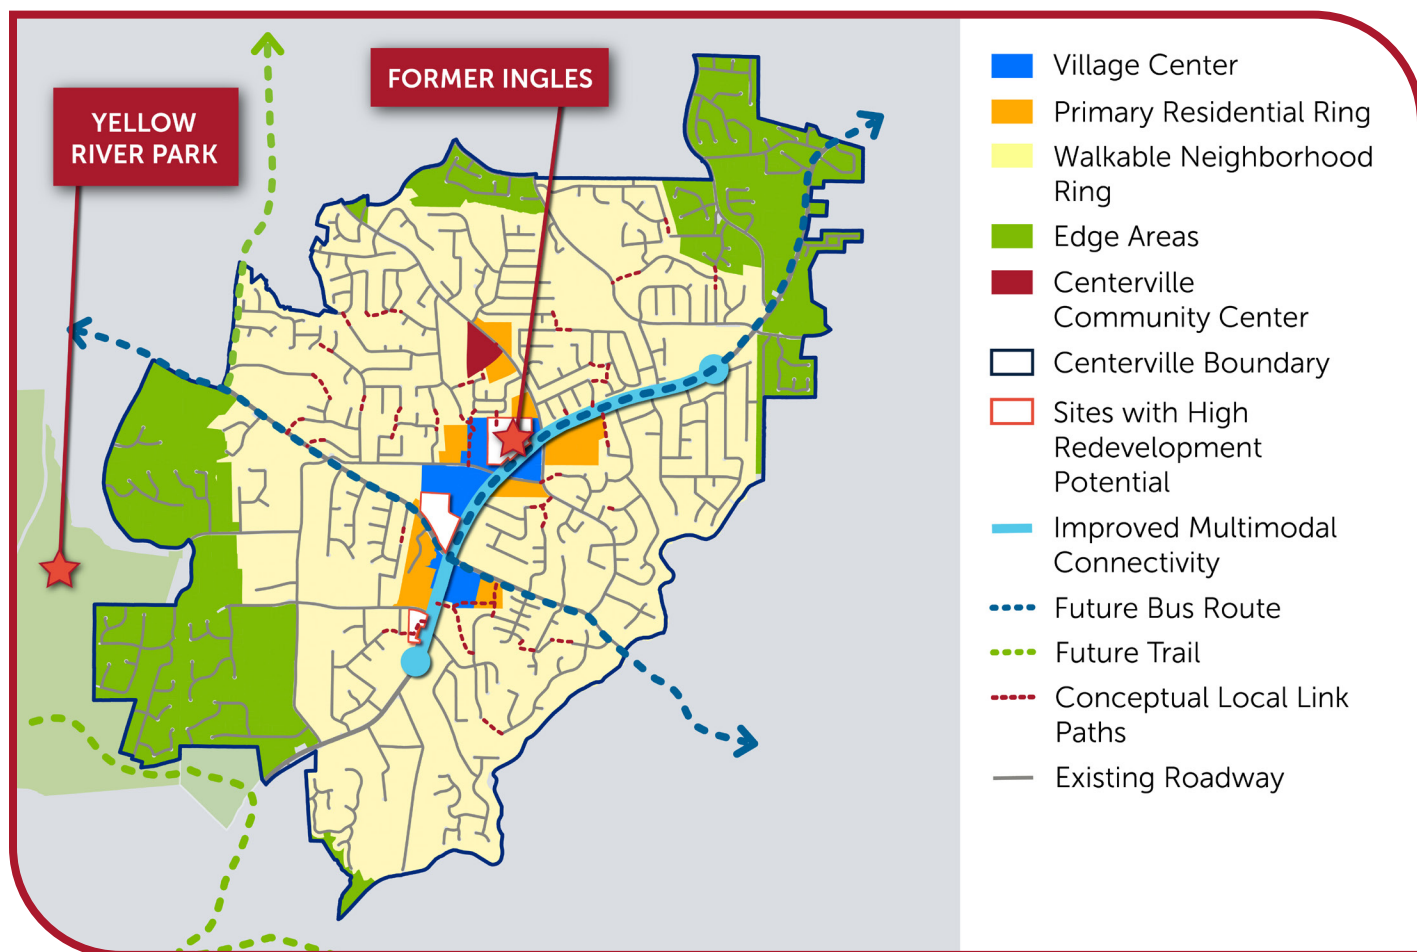 YELLOW
RIVER PARK
FORMER INGLES
Village Center
Primary Residential Ring
Walkable Neighborhood
Ring
Edge Areas
Centerville
Community Center
Centerville Boundary
Sites with High
Redevelopment
Potential
Improved Multimodal
Connectivity
Future Bus Route
Future Trail
Conceptual Local Link
Paths
Existing Roadway